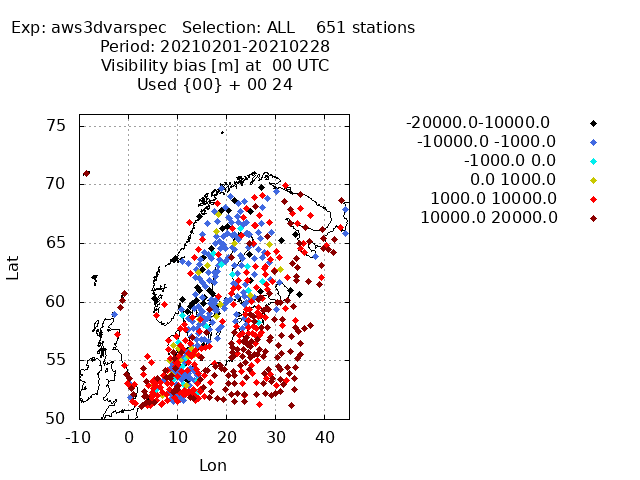 Exp: aws3dvarspec   Selection: ALL    651 stations
Period: 20210201-20210228
Visibility bias [m] at  00 UTC
Used {00} + 00 24
-20000.0-10000.0
-10000.0 -1000.0
-1000.0 0.0
0.0 1000.0
1000.0 10000.0
10000.0 20000.0
75
70
65
60
55
50
Lat
-10 0 10 20 30 40
Lon